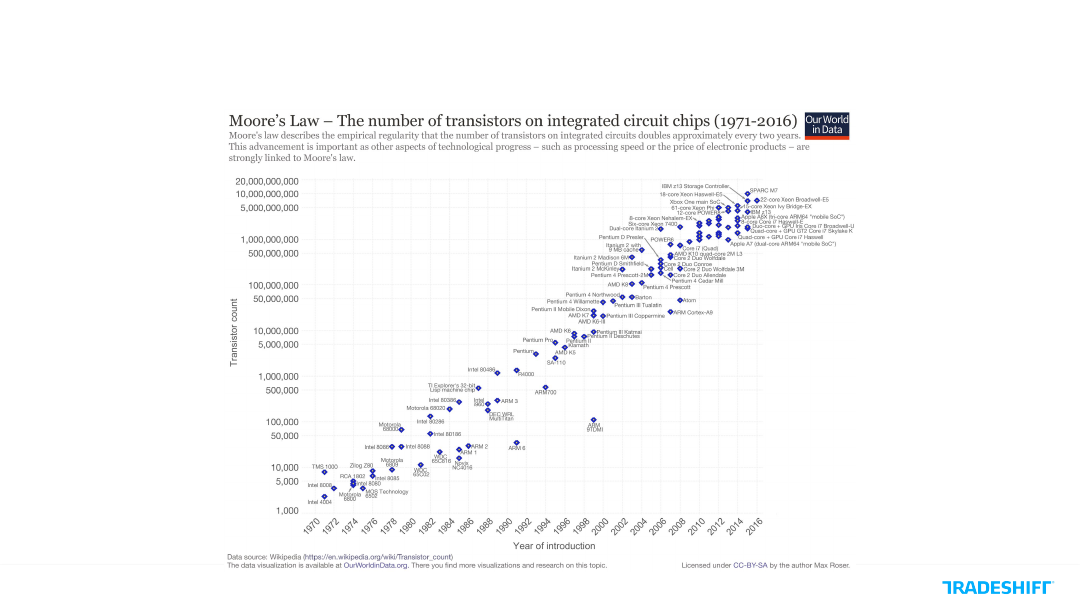 Moore's Law – The number of transistors on integrated circuit chips (1971-2016)
Our World
in Data
Moore's law describes the empirical regularity that the number of transistors on integrated circuits doubles approximately every two years.
This advancement is important as other aspects of technological progress – such as processing speed or the price of electronic products – are
strongly linked to Moore's law.
Transistor count
20,000,000,000
10,000,000,000
5,000,000,000
1,000,000,000
500,000,000
100,000,000
50,000,000
10,000,000
5,000,000
1,000,000
500,000
100,000
50,000
10,000
5,000
1,000
IBM z13 Storage Controller
SPARC M7
18-core Xeon Haswell-E5
22-core Xeon Broadwell-E5
Xbox One main SoC
61-core Xeon Phi
15-core Xeon Ivy Bridge-EX
12-core POWER8
IBM z13
8-core Xeon Nehalem-EX
Apple A8X (tri-core ARM64 "mobile SoC")
Six-core Xeon 7400
8-core Core i7 Haswell-E
Dual-core Itanium 2
Duo-core + GPU Iris Core i7 Broadwell-U
Quad-core + GPU GT2 Core i7 Skylake K
Pentium D Presler
POWER6
Quad-core + GPU Core i7 Haswell
Itanium 2 with
9 MB cache
Apple A7 (dual-core ARM64 "mobile SoC")
Core i7 (Quad)
AMD K10 quad-core 2M L3
Itanium 2 Madison 6M
Core 2 Duo Wolfdale
Pentium D Smithfield
Core 2 Duo Conroe
Itanium 2 McKinley
Cell
Core 2 Duo Wolfdale 3M
Pentium 4 Prescott-2M
Core 2 Duo Allendale
Pentium 4 Cedar Mill
AMD K8
Pentium 4 Prescott
Pentium 4 Northwood
Barton
Atom
Pentium 4 Willamette
Pentium III Tualatin
Pentium II Mobile Dixon
ARM Cortex-A9
AMD K7
Pentium III Coppermine
AMD K6-III
AMD K6
Pentium III Katmai
Pentium II Deschutes
Pentium Pro
Pentium II
Klamath
Pentium
AMD K5
SA-110
Intel 80486
R4000
TI Explorer's 32-bit
Lisp machine chip
ARM700
Intel 80386
Intel
i960
ARM 3
Motorola 68020
DEC WRL
MultiTitan
Intel 80286
Motorola
68000
Intel 80186
ARM
9TDMI
Intel 8086
Intel 8088
ARM 2
ARM 1
ARM 6
WDC
65C816
Novix
NC4016
Motorola
6809
WDC
65C02
TMS 1000
Zilog Z80
RCA 1802
Intel 8085
Intel 8008
Intel 8080
Motorola
6800
MOS Technology
6502
Intel 4004
1970
1972
1974
1976
1978
1980
1982
1984
1986
1988
1990
1992
1994
1996
1998
2000
2002
2004
2006
2008
2010
2012
2014
2016
Year of introduction
Data source: Wikipedia (https://en.wikipedia.org/wiki/Transistor_count)
The data visualization is available at OurWorldinData.org. There you find more visualizations and research on this topic.
Licensed under CC-BY-SA by the author Max Roser.
TRADESHIFT